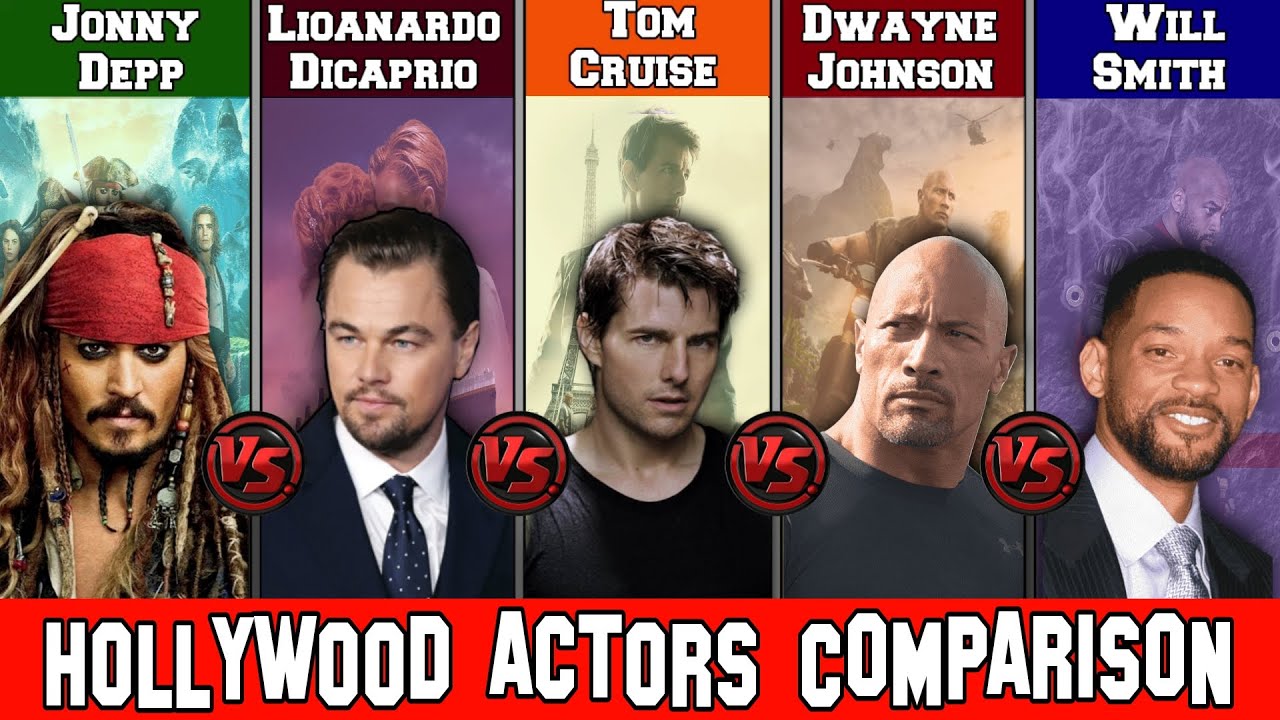 Jonny
Depp
Lioanardo
Dicaprio
Tom
Cruise
Dwayne
Johnson
Will
Smith
VS.
VS.
VS.
VS.
HOLLYWOOD ACTORS COMPARISON